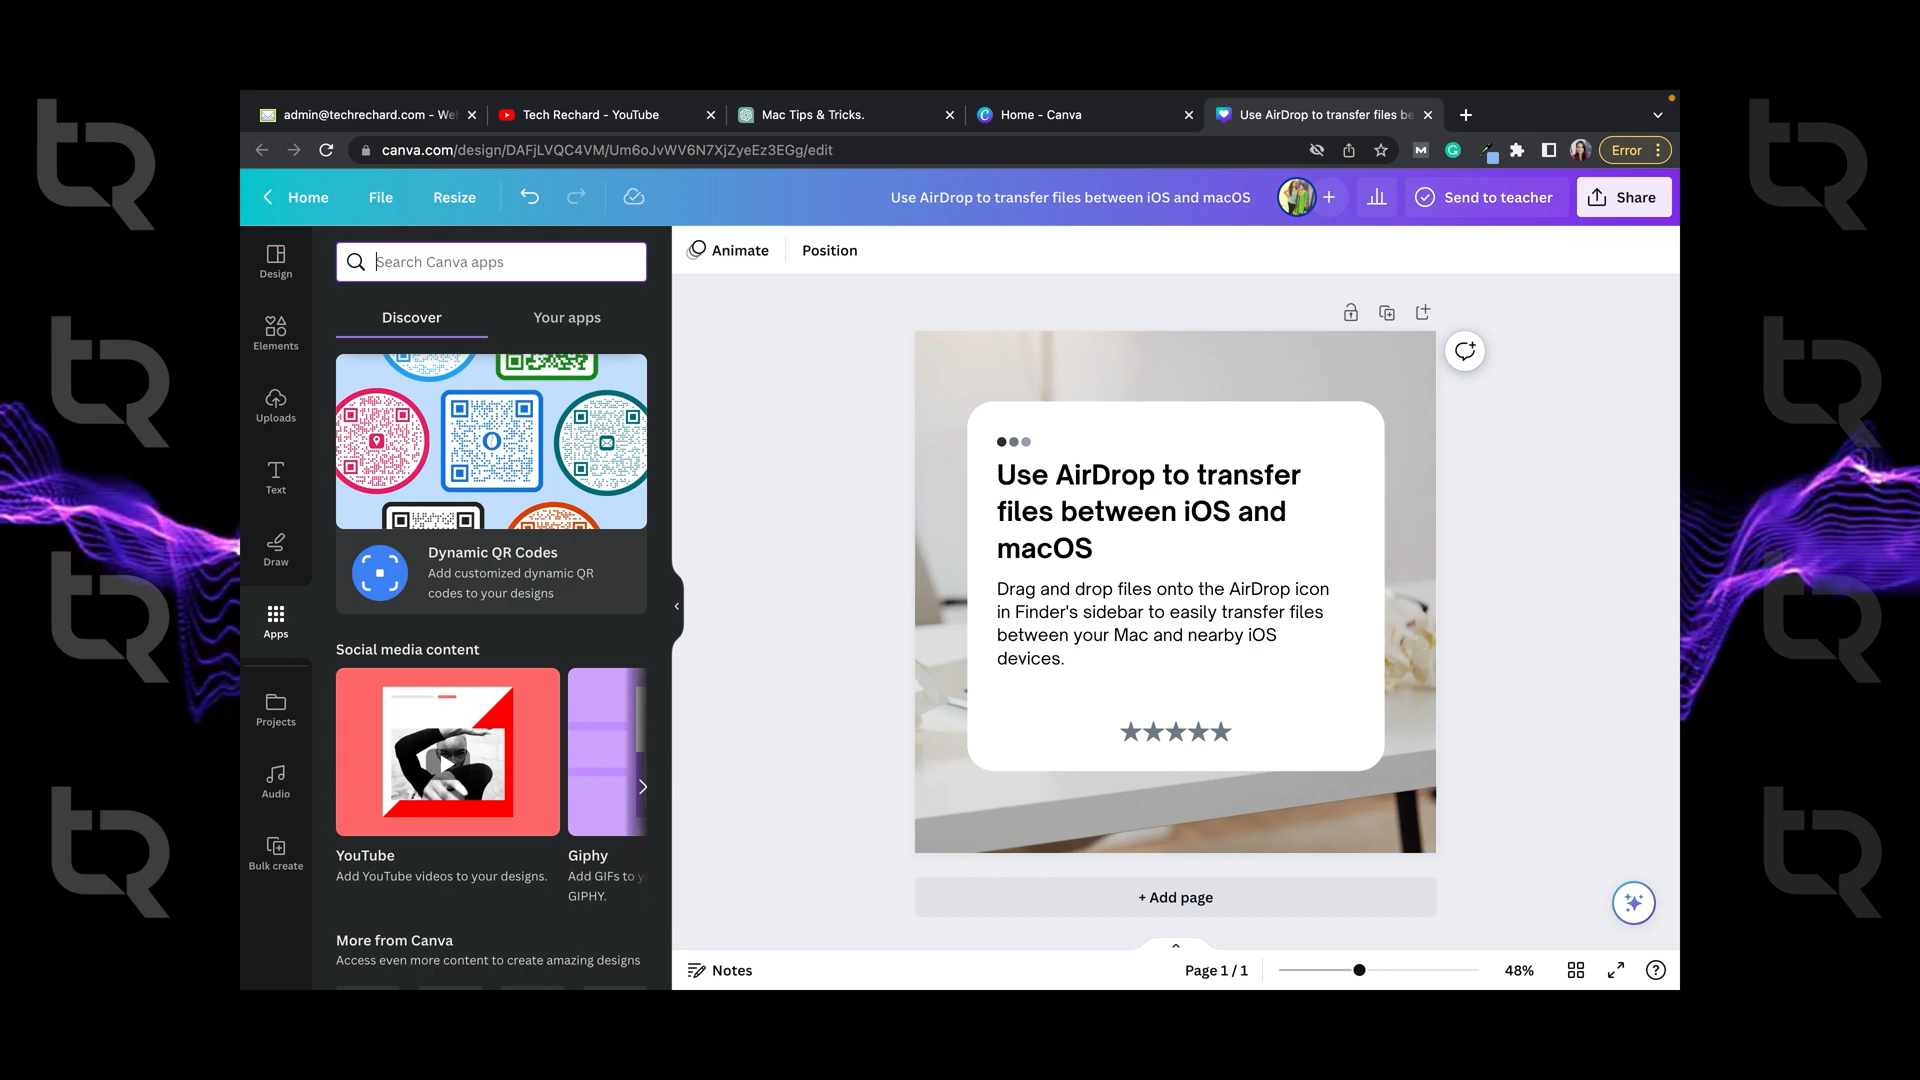 admin@techrechard.com - We
Tech Rechard - YouTube
Mac Tips & Tricks.
Home - Canva
Use AirDrop to transfer files be
canva.com/design/DAFjLVQC4VM/Um6oJvWV6N7XjZyeEz3EGg/edit
Error
Home
File
Resize
Use AirDrop to transfer files between iOS and macOS
Send to teacher
Share
Design
Elements
Uploads
Text
Draw
Apps
Projects
Audio
Bulk create
Search Canva apps
Discover
Your apps
Dynamic QR Codes
Add customized dynamic QR
codes to your designs
Social media content
YouTube
Add YouTube videos to your designs.
Giphy
Add GIFs to y
GIPHY.
More from Canva
Access even more content to create amazing designs
Animate
Position
Use AirDrop to transfer
files between iOS and
macOS
Drag and drop files onto the AirDrop icon
in Finder's sidebar to easily transfer files
between your Mac and nearby iOS
devices.
+ Add page
Notes
Page 1 / 1
48%